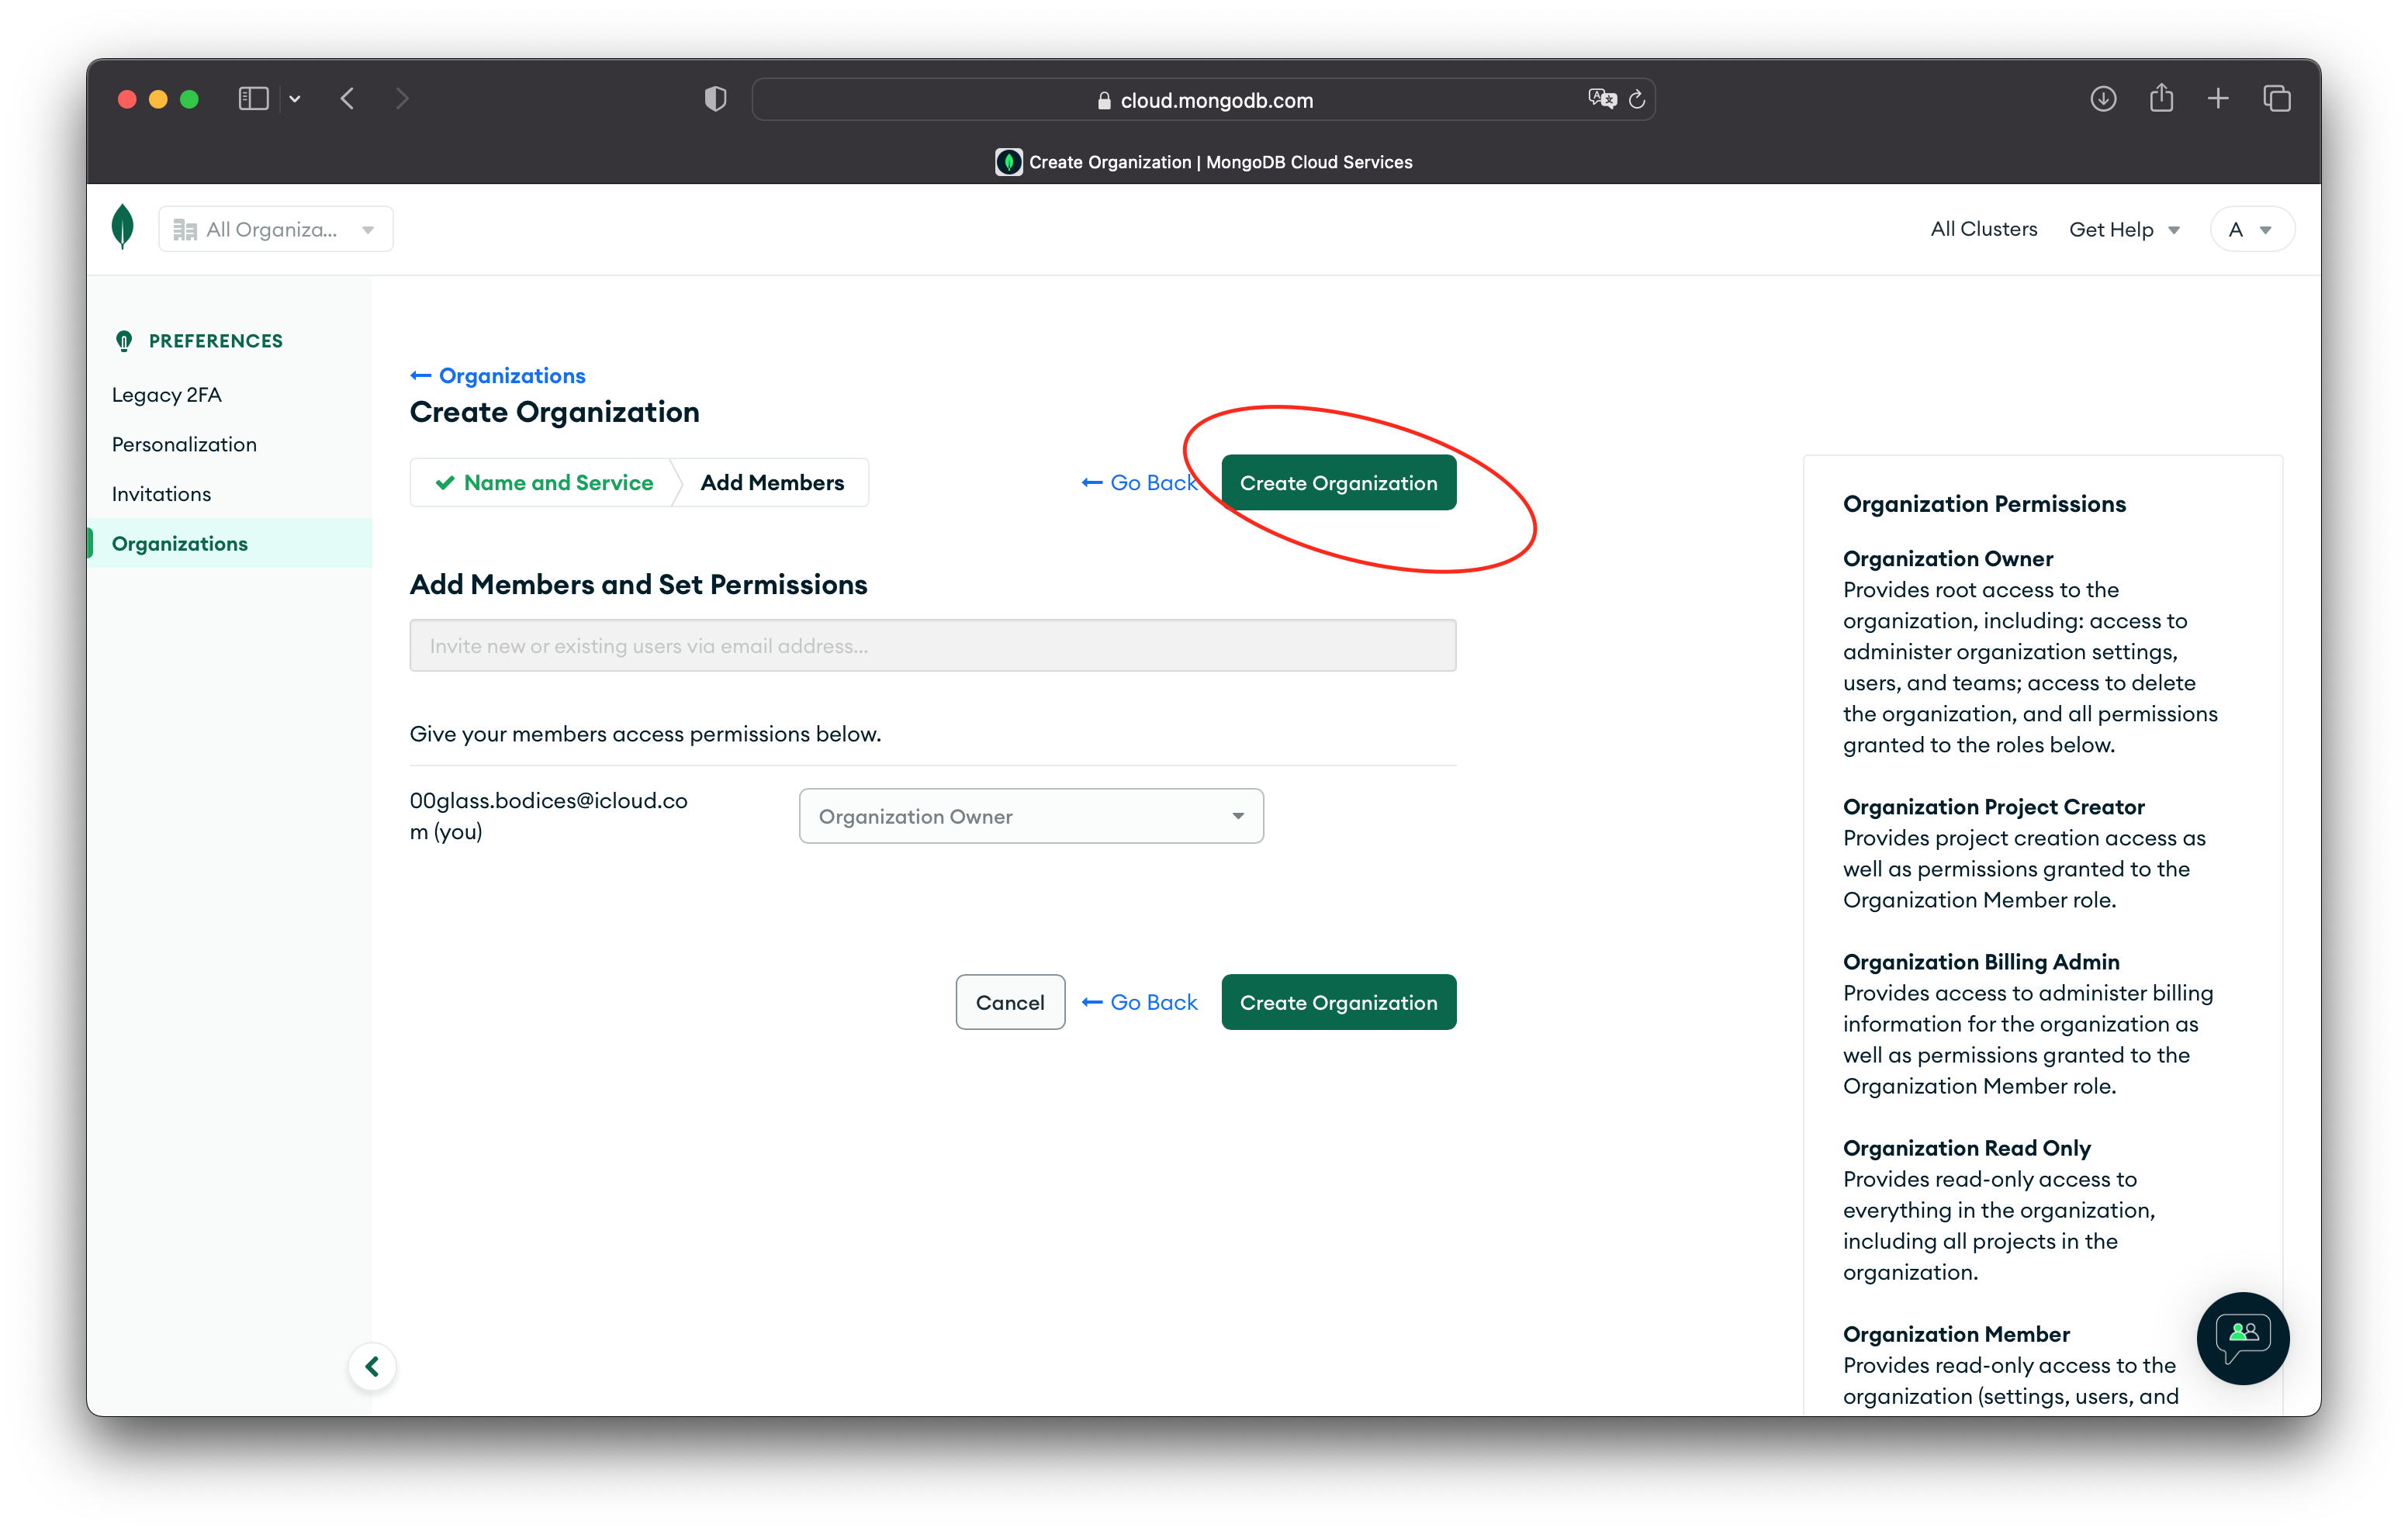 cloud.mongodb.com
Create Organization | MongoDB Cloud Services
All Organiza...
All Clusters
Get Help
A
PREFERENCES
Legacy 2FA
Personalization
Invitations
Organizations
← Organizations
Create Organization
Name and Service
Add Members
← Go Back
Create Organization
Add Members and Set Permissions
Invite new or existing users via email address...
Give your members access permissions below.
00glass.bodices@icloud.co
m (you)
Organization Owner
Cancel
← Go Back
Create Organization
Organization Permissions
Organization Owner
Provides root access to the
organization, including: access to
administer organization settings,
users, and teams; access to delete
the organization, and all permissions
granted to the roles below.
Organization Project Creator
Provides project creation access as
well as permissions granted to the
Organization Member role.
Organization Billing Admin
Provides access to administer billing
information for the organization as
well as permissions granted to the
Organization Member role.
Organization Read Only
Provides read-only access to
everything in the organization,
including all projects in the
organization.
Organization Member
Provides read-only access to the
organization (settings, users, and